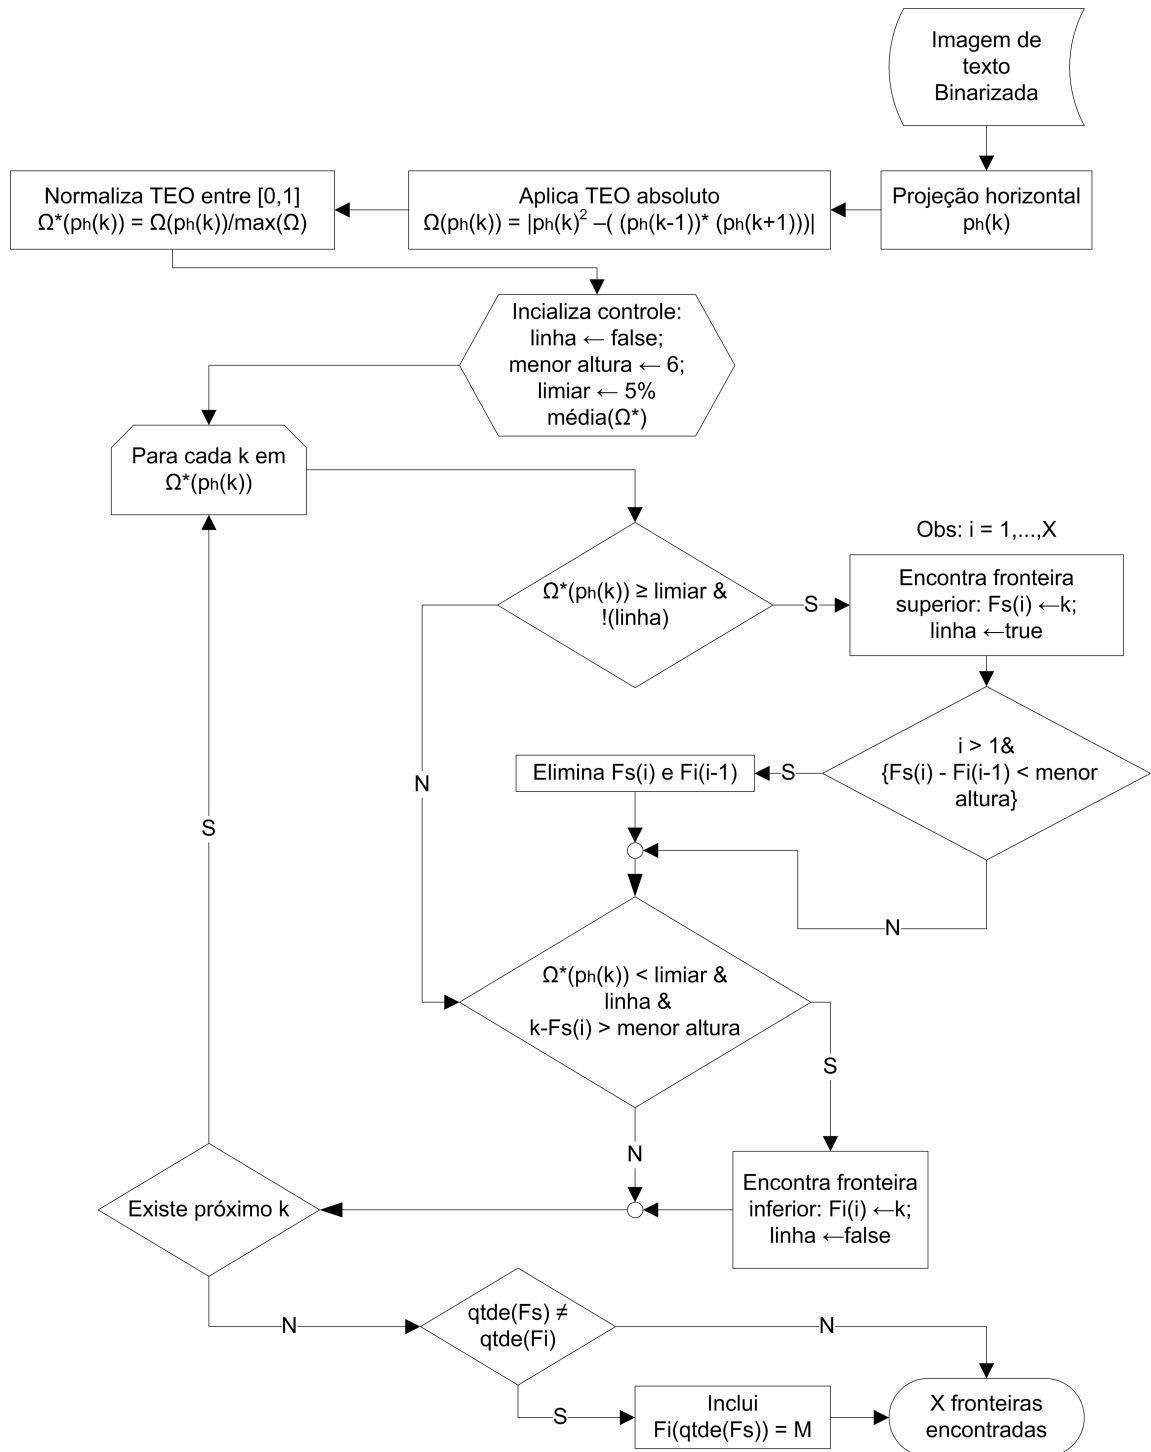 Imagem de
texto
Binarizada
Projeção horizontal
pₕ(k)
Aplica TEO absoluto
Ω(pₕ(k)) = |pₕ(k)² –( (pₕ(k-1))* (pₕ(k+1)))|
Normaliza TEO entre [0,1]
Ω*(pₕ(k)) = Ω(pₕ(k))/max(Ω)
Incializa controle:
linha ← false;
menor altura ← 6;
limiar ← 5%
média(Ω*)
Para cada k em
Ω*(pₕ(k))
Ω*(pₕ(k)) ≥ limiar &
!(linha)
S
Obs: i = 1,...,X
Encontra fronteira
superior: Fs(i) ←k;
linha ←true
i > 1&
{Fs(i) - Fi(i-1) < menor
altura}
S
Elimina Fs(i) e Fi(i-1)
N
N
S
Ω*(pₕ(k)) < limiar &
linha &
k-Fs(i) > menor altura
S
N
Encontra fronteira
inferior: Fi(i) ←k;
linha ←false
Existe próximo k
N
qtde(Fs) ≠
qtde(Fi)
N
S
Inclui
Fi(qtde(Fs)) = M
X fronteiras
encontradas